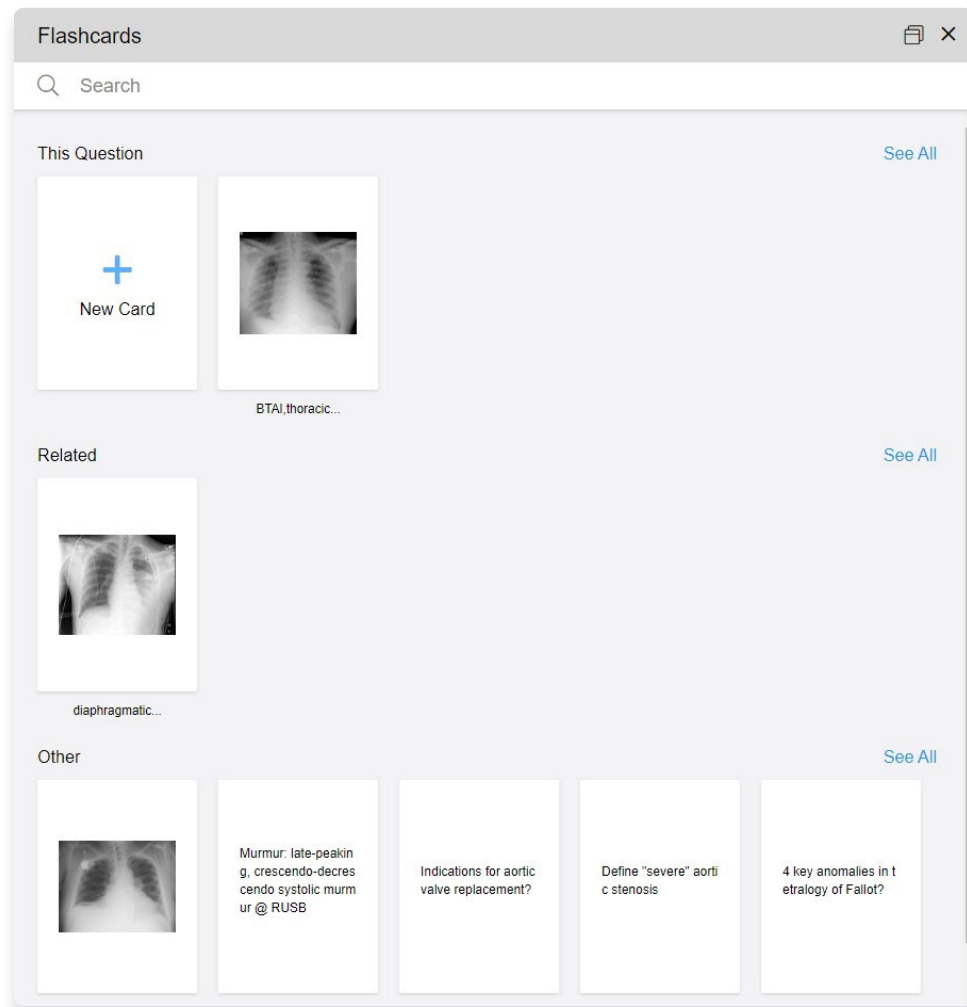 Flashcards
Search
This Question
See All
New Card
BTAI,thoracic...
Related
See All
diaphragmatic...
Other
See All
Murmur: late-peakin
g, crescendo-decres
cendo systolic murm
ur @ RUSB
Indications for aortic
valve replacement?
Define "severe" aorti
c stenosis
4 key anomalies in t
etralogy of Fallot?